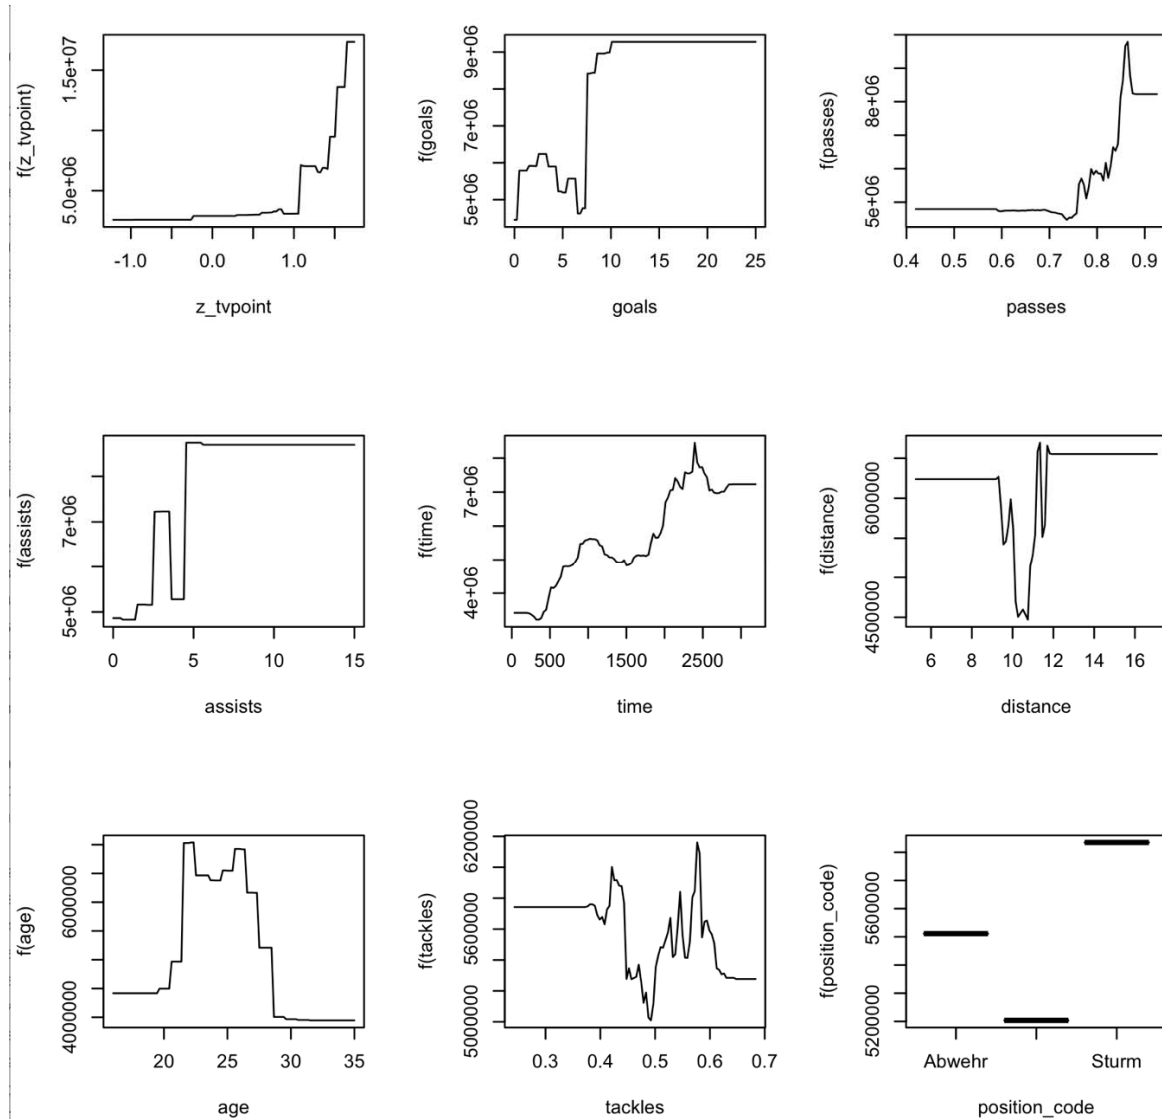 f(z_tvpoint)
5.0e+06 1.5e+07
-1.0 0.0 1.0
z_tvpoint
f(goals)
5e+06 7e+06 9e+06
0 5 10 15 20 25
goals
f(passes)
5e+06 8e+06
0.4 0.5 0.6 0.7 0.8 0.9
passes
f(assists)
5e+06 7e+06
0 5 10 15
assists
f(time)
4e+06 7e+06
0 500 1500 2500
time
f(distance)
4500000 6000000
6 8 10 12 14 16
distance
f(age)
4000000 6000000
20 25 30 35
age
f(tackles)
5000000 5600000 6200000
0.3 0.4 0.5 0.6 0.7
tackles
f(position_code)
5200000 5600000
Abwehr Sturm
position_code